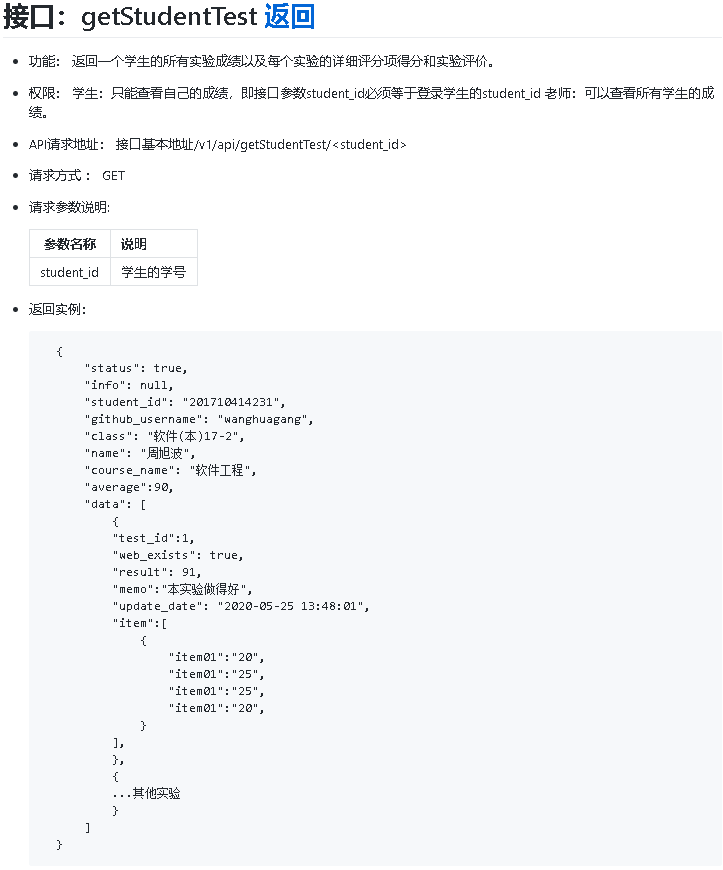 接口：getStudentTest 返回
功能： 返回一个学生的所有实验成绩以及每个实验的详细评分项得分和实验评价。
权限： 学生：只能查看自己的成绩，即接口参数student_id必须等于登录学生的student_id 老师：可以查看所有学生的成
绩。
API请求地址： 接口基本地址/v1/api/getStudentTest/<student_id>
请求方式 ： GET
请求参数说明:
参数名称 说明
student_id 学生的学号
返回实例：
{
"status": true,
"info": null,
"student_id": "201710414231",
"github_username": "wanghuagang",
"class": "软件(本)17-2",
"name": "周旭波",
"course_name": "软件工程",
"average":90,
"data": [
{
"test_id":1,
"web_exists": true,
"result": 91,
"memo":"本实验做得好",
"update_date": "2020-05-25 13:48:01",
"item":[
{
"item01":"20",
"item01":"25",
"item01":"25",
"item01":"20",
}
],
},
{
...其他实验
}
]
}